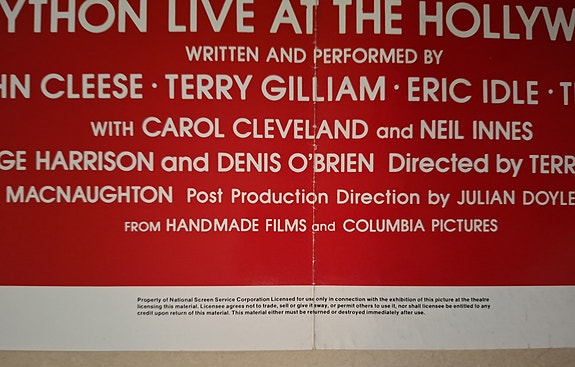 YTHON LIVE AT THE HOLLYW
WRITTEN AND PERFORMED BY
HN CLEESE · TERRY GILLIAM · ERIC IDLE · T
WITH CAROL CLEVELAND and NEIL INNES
GE HARRISON and DENIS O'BRIEN Directed by TERR
MACNAUGHTON Post Production Direction by JULIAN DOYLE
FROM HANDMADE FILMS and COLUMBIA PICTURES
Property of National Screen Service Corporation Licensed for use only in connection with the exhibition of this picture at the theatre
licensing this material. Licensee agrees not to trade, sell or give it away, or permit others to use it, nor shall licensee be entitled to any
credit upon return of this material. This material either must be returned or destroyed immediately after use.